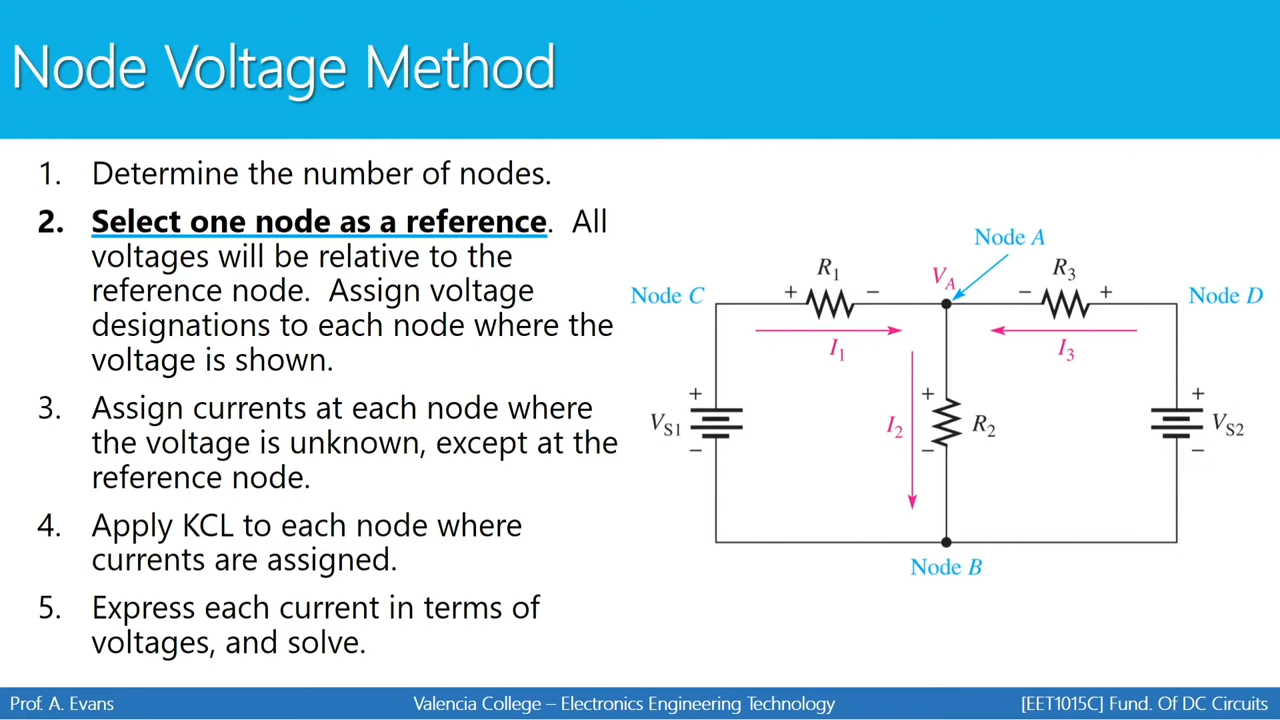 Node Voltage Method
1. Determine the number of nodes.
2. Select one node as a reference. All
voltages will be relative to the
reference node. Assign voltage
designations to each node where the
voltage is shown.
3. Assign currents at each node where
the voltage is unknown, except at the
reference node.
4. Apply KCL to each node where
currents are assigned.
5. Express each current in terms of
voltages, and solve.
Node A
Node C
+ R1 −
VA
− R3 +
Node D
I1
I3
+
VS1
−
I2
+
R2
−
+
VS2
−
Node B
Prof. A. Evans
Valencia College – Electronics Engineering Technology
[EET1015C] Fund. Of DC Circuits